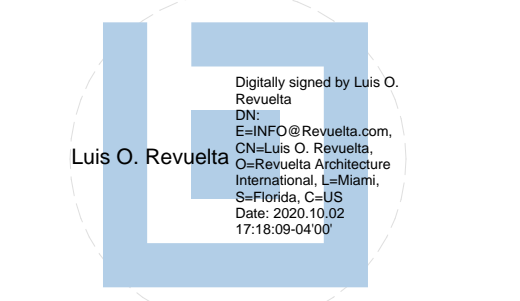 Luis O. Revuelta
Digitally signed by Luis O.
Revuelta
DN:
E=INFO@Revuelta.com,
CN=Luis O. Revuelta,
O=Revuelta Architecture
International, L=Miami,
S=Florida, C=US
Date: 2020.10.02
17:18:09-04'00'